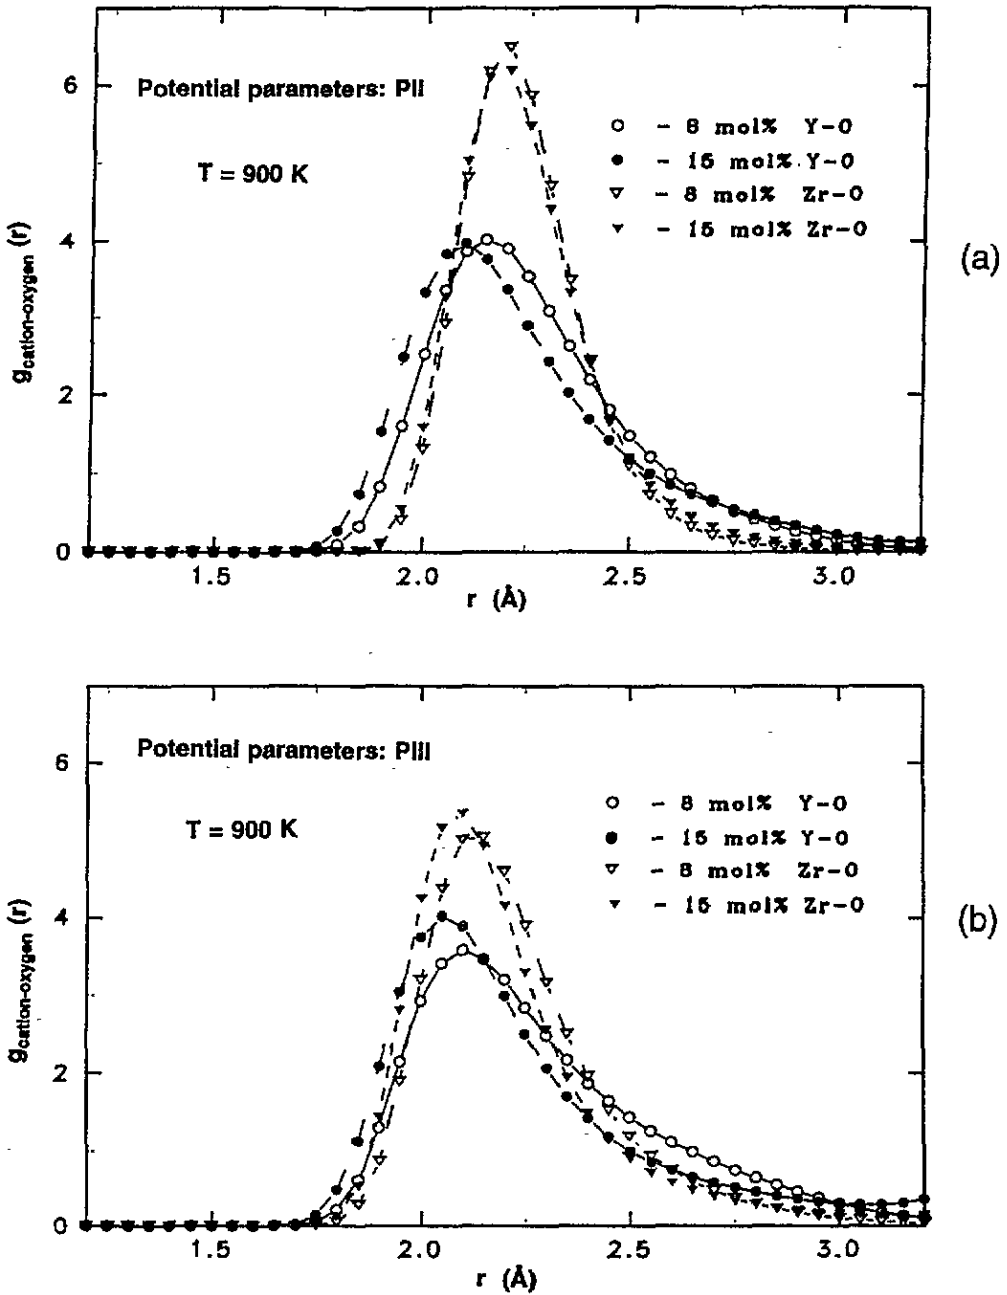 6
4
2
0
g cation-oxygen (r)
Potential parameters: PII
T = 900 K
– 8 mol% Y–O
– 15 mol% Y–O
– 8 mol% Zr–O
– 15 mol% Zr–O
(a)
1.5 2.0 2.5 3.0
r (Å)
6
4
2
0
g cation-oxygen (r)
Potential parameters: PIII
T = 900 K
– 8 mol% Y–O
– 15 mol% Y–O
– 8 mol% Zr–O
– 15 mol% Zr–O
(b)
1.5 2.0 2.5 3.0
r (Å)